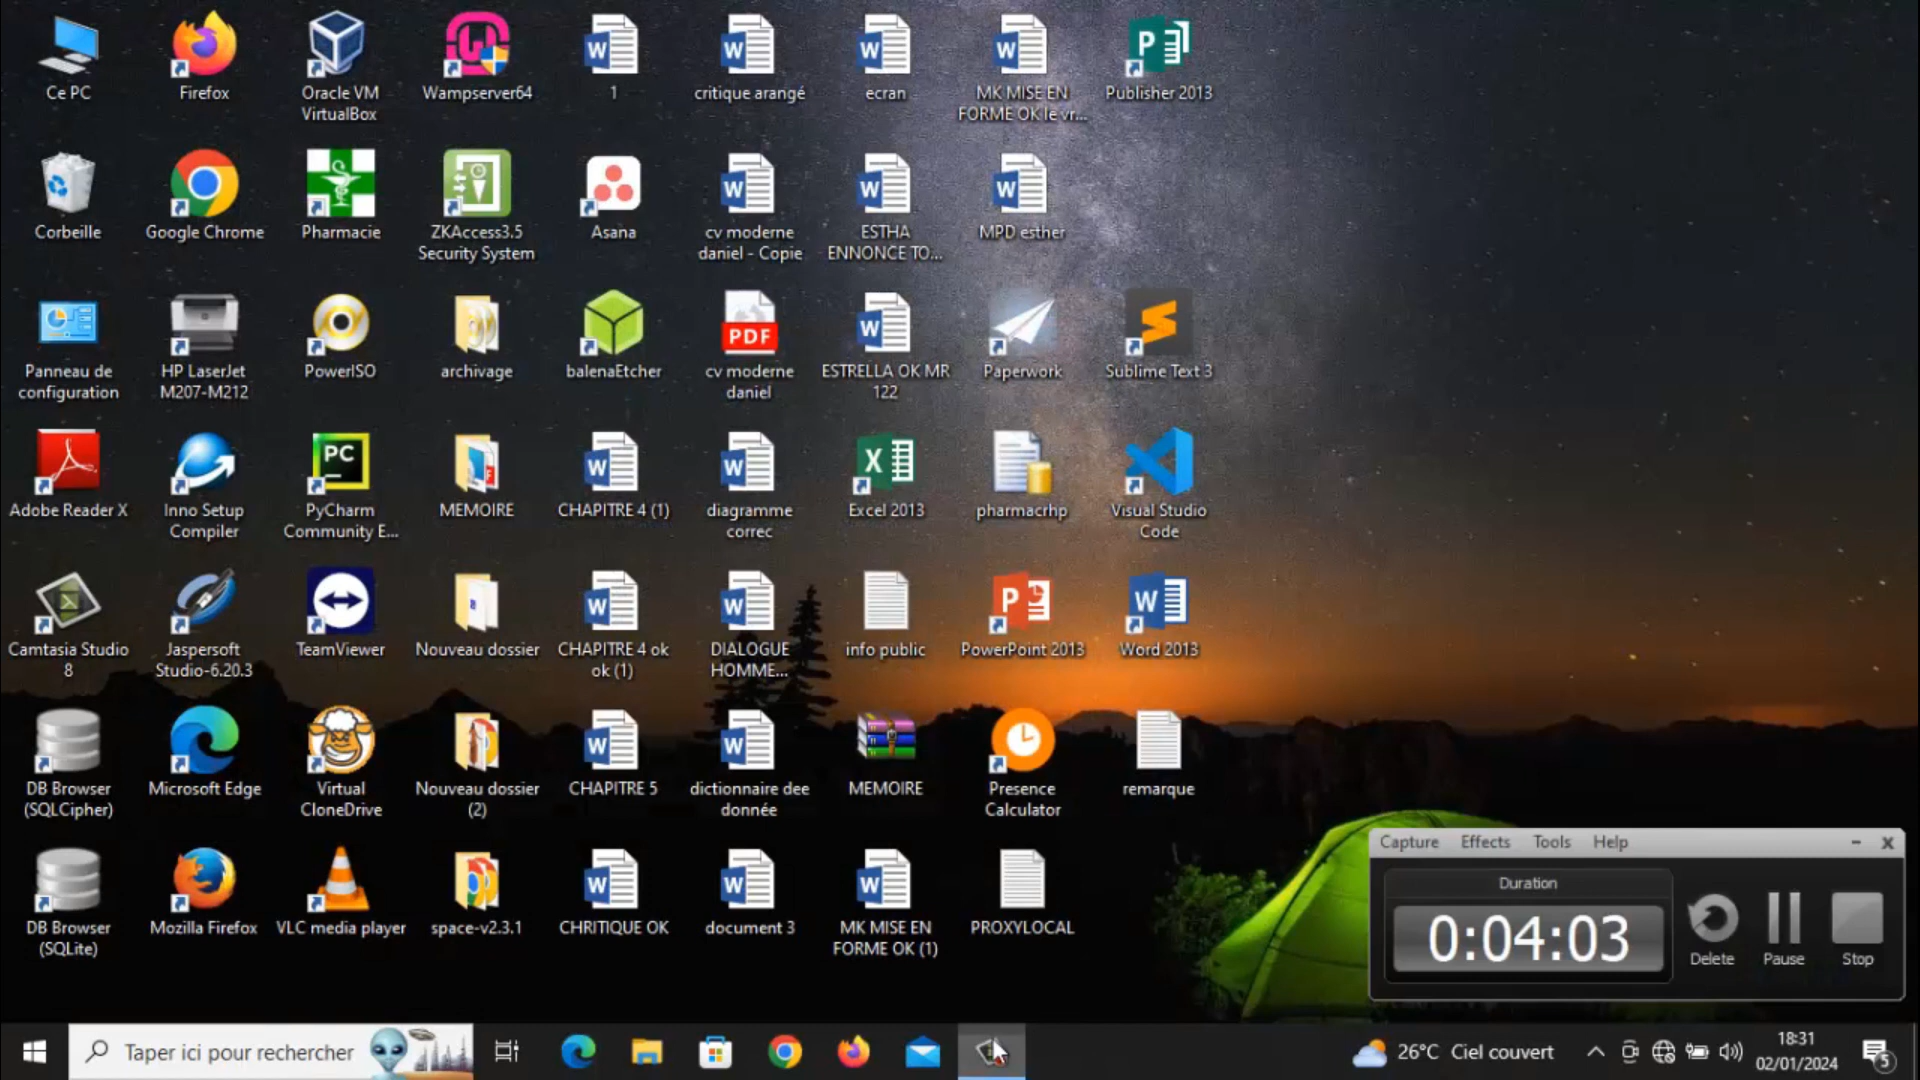 Ce PC
Firefox
Oracle VM
VirtualBox
Wampserver64
1
critique arangé
ecran
MK MISE EN
FORME OK le vr...
Publisher 2013
Corbeille
Google Chrome
Pharmacie
ZKAccess3.5
Security System
Asana
cv moderne
daniel - Copie
ESTHA
ENNONCE TO...
MPD esther
Panneau de
configuration
HP LaserJet
M207-M212
PowerISO
archivage
balenaEtcher
PDF
cv moderne
daniel
ESTRELLA OK MR
122
Paperwork
Sublime Text 3
Adobe Reader X
Inno Setup
Compiler
PC
PyCharm
Community E...
MEMOIRE
CHAPITRE 4 (1)
diagramme
correc
Excel 2013
pharmacrhp
Visual Studio
Code
Camtasia Studio
8
Jaspersoft
Studio-6.20.3
TeamViewer
Nouveau dossier
CHAPITRE 4 ok
ok (1)
DIALOGUE
HOMME...
info public
PowerPoint 2013
Word 2013
DB Browser
(SQLCipher)
Microsoft Edge
Virtual
CloneDrive
Nouveau dossier
(2)
CHAPITRE 5
dictionnaire dee
donnée
MEMOIRE
Presence
Calculator
remarque
DB Browser
(SQLite)
Mozilla Firefox
VLC media player
space-v2.3.1
CHRITIQUE OK
document 3
MK MISE EN
FORME OK (1)
PROXYLOCAL
Capture Effects Tools Help
Duration
0:04:03
Delete Pause Stop
Taper ici pour rechercher
26°C Ciel couvert
18:31
02/01/2024
5